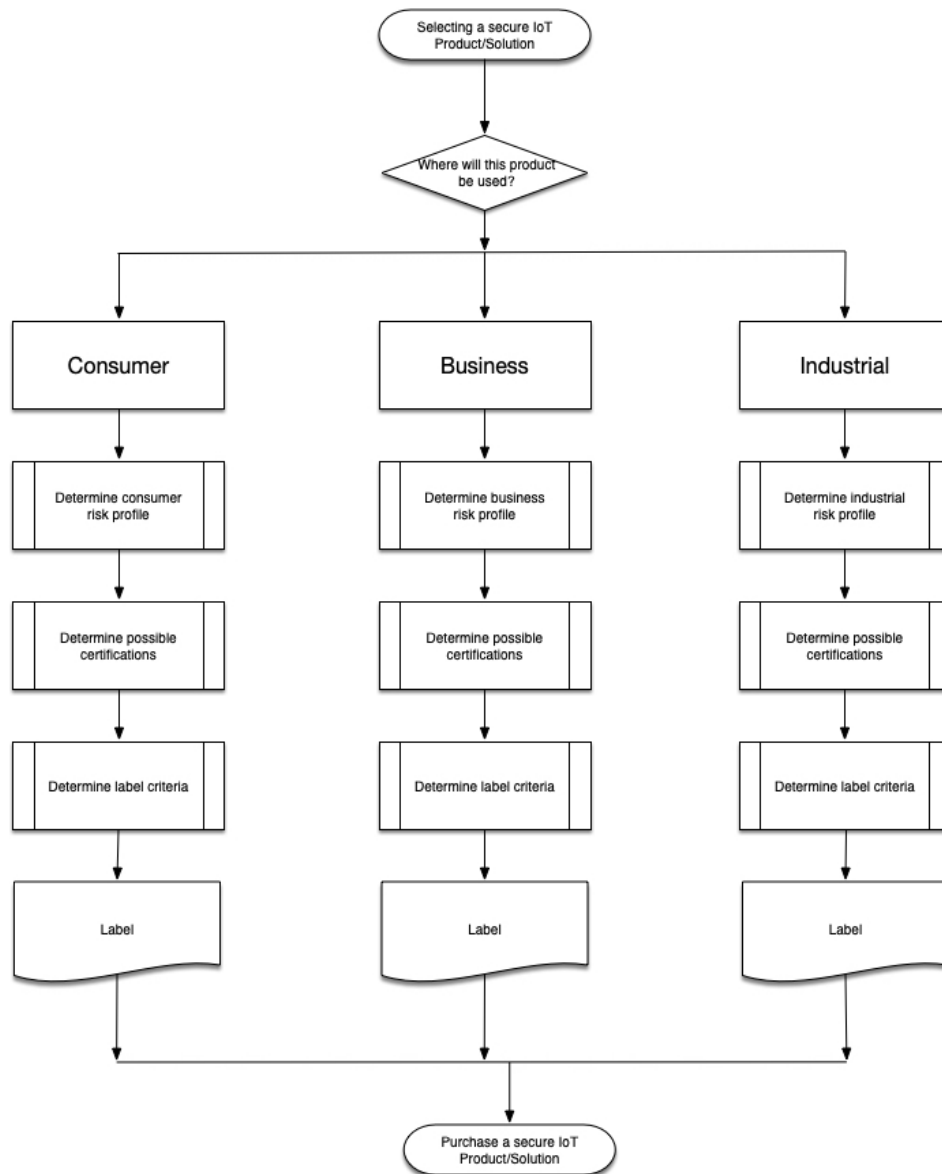 Selecting a secure IoT
Product/Solution
Where will this product
be used?
Consumer
Business
Industrial
Determine consumer
risk profile
Determine business
risk profile
Determine industrial
risk profile
Determine possible
certifications
Determine possible
certifications
Determine possible
certifications
Determine label criteria
Determine label criteria
Determine label criteria
Label
Label
Label
Purchase a secure IoT
Product/Solution